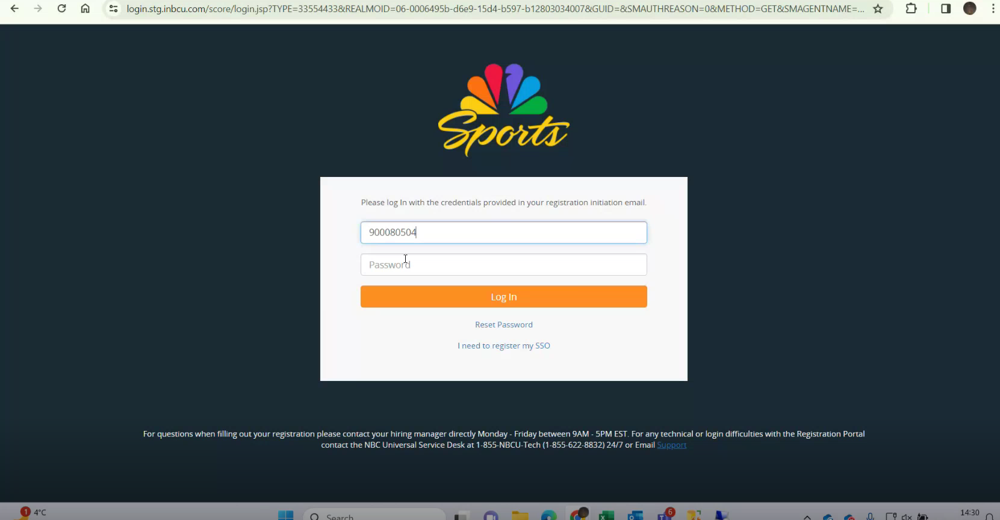 login.stg.inbcu.com/score/login.jsp?TYPE=33554433&REALMOID=06-0006495b-d6e9-15d4-b597-b12803034007&GUID=&SMAUTHREASON=0&METHOD=GET&SMAGENTNAME=...
Sports
Please log In with the credentials provided in your registration initiation email.
900080504
Password
Log In
Reset Password
I need to register my SSO
For questions when filling out your registration please contact your hiring manager directly Monday - Friday between 9AM - 5PM EST. For any technical or login difficulties with the Registration Portal
contact the NBC Universal Service Desk at 1-855-NBCU-Tech (1-855-622-8832) 24/7 or Email Support
1 4°C
Search
6
14:30